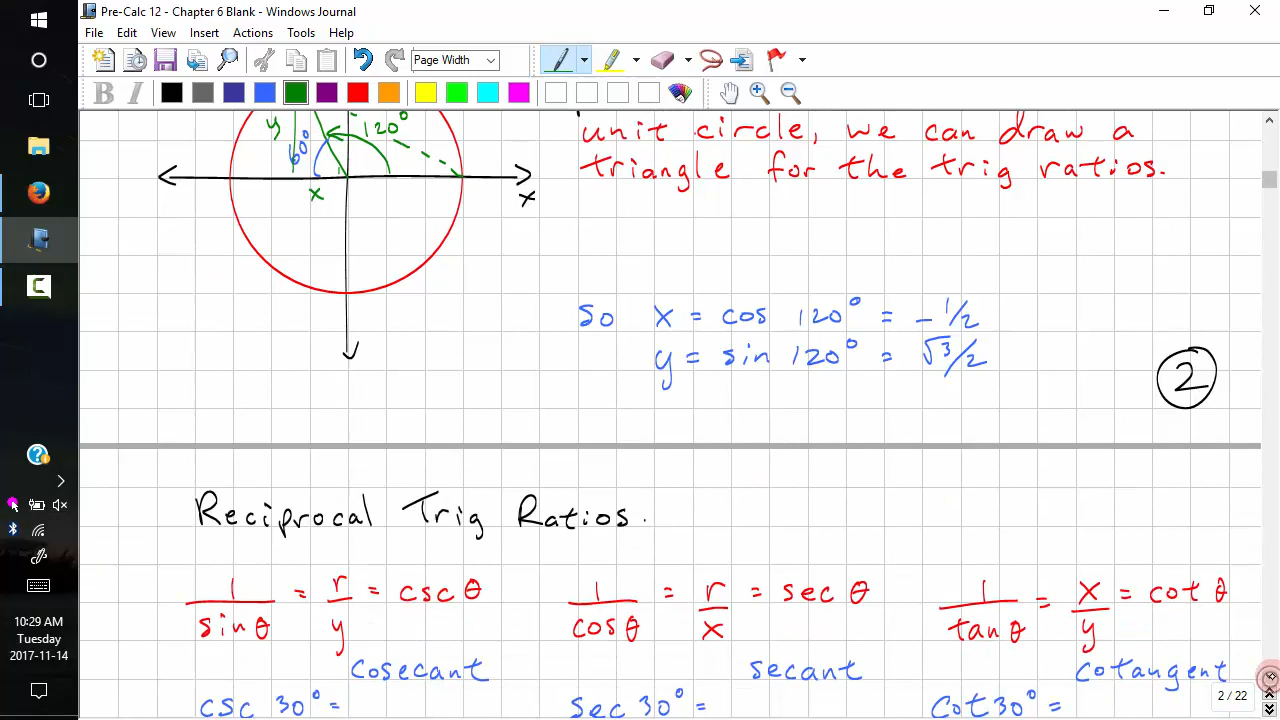 Pre-Calc 12 - Chapter 6 Blank - Windows Journal
File Edit View Insert Actions Tools Help
Page Width
B I
y 120°
60°
x
x
unit circle, we can draw a
triangle for the trig ratios.
So x = cos 120° = -1/2
y = sin 120° = √3/2
2
Reciprocal Trig Ratios.
1/sinθ = r/y = csc θ 1/cosθ = r/x = sec θ 1/tanθ = x/y = cot θ
cosecant secant cotangent
csc 30° = sec 30° = cot 30° =
2 / 22
10:29 AM
Tuesday
2017-11-14